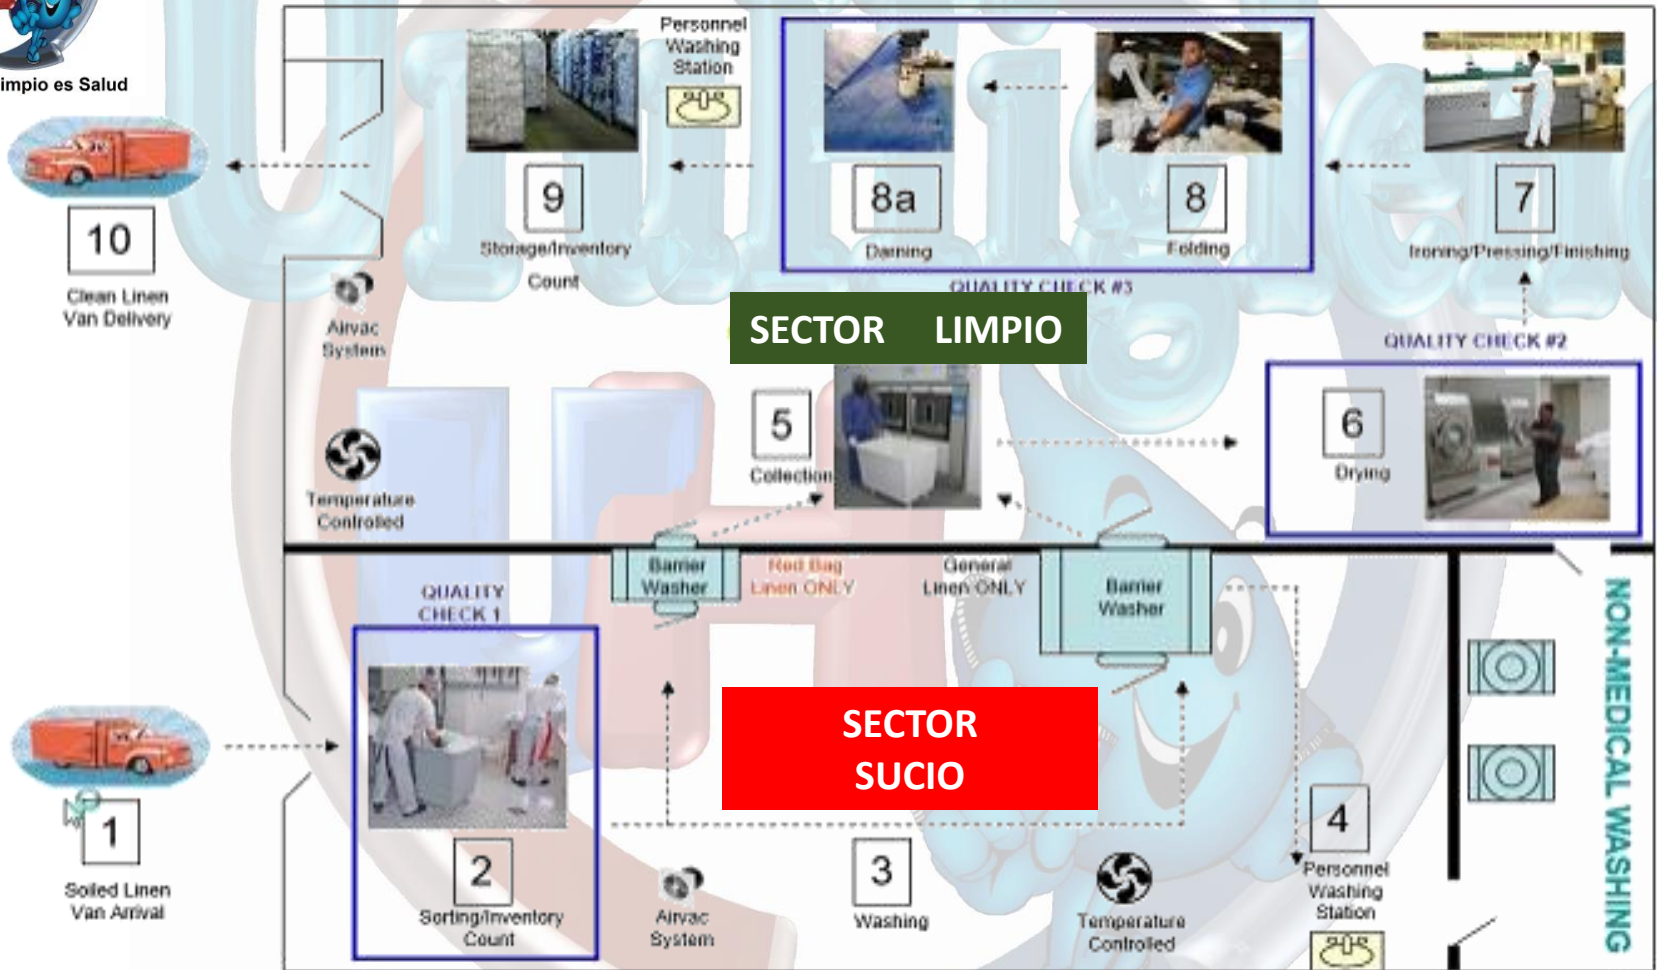 impio es Salud
Personnel
Washing
Station
9
Storage/Inventory
Count
8a
Darning
8
Folding
7
Ironing/Pressing/Finishing
QUALITY CHECK #3
10
Clean Linen
Van Delivery
Airvac
System
SECTOR LIMPIO
QUALITY CHECK #2
5
Collection
6
Drying
Temperature
Controlled
Barrier
Washer
Red Bag
Linen ONLY
General
Linen ONLY
Barrier
Washer
QUALITY
CHECK 1
SECTOR
SUCIO
NON-MEDICAL WASHING
1
Soiled Linen
Van Arrival
2
Sorting/Inventory
Count
Airvac
System
3
Washing
Temperature
Controlled
4
Personnel
Washing
Station